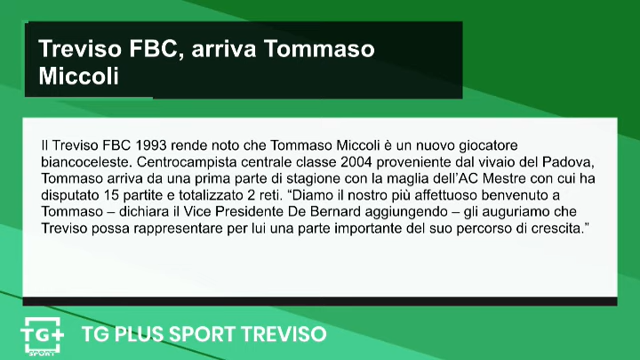 Treviso FBC, arriva Tommaso
Miccoli
Il Treviso FBC 1993 rende noto che Tommaso Miccoli è un nuovo giocatore
biancoceleste. Centrocampista centrale classe 2004 proveniente dal vivaio del Padova,
Tommaso arriva da una prima parte di stagione con la maglia dell'AC Mestre con cui ha
disputato 15 partite e totalizzato 2 reti. “Diamo il nostro più affettuoso benvenuto a
Tommaso – dichiara il Vice Presidente De Bernard aggiungendo – gli auguriamo che
Treviso possa rappresentare per lui una parte importante del suo percorso di crescita.”
TG+
SPORT
TG PLUS SPORT TREVISO